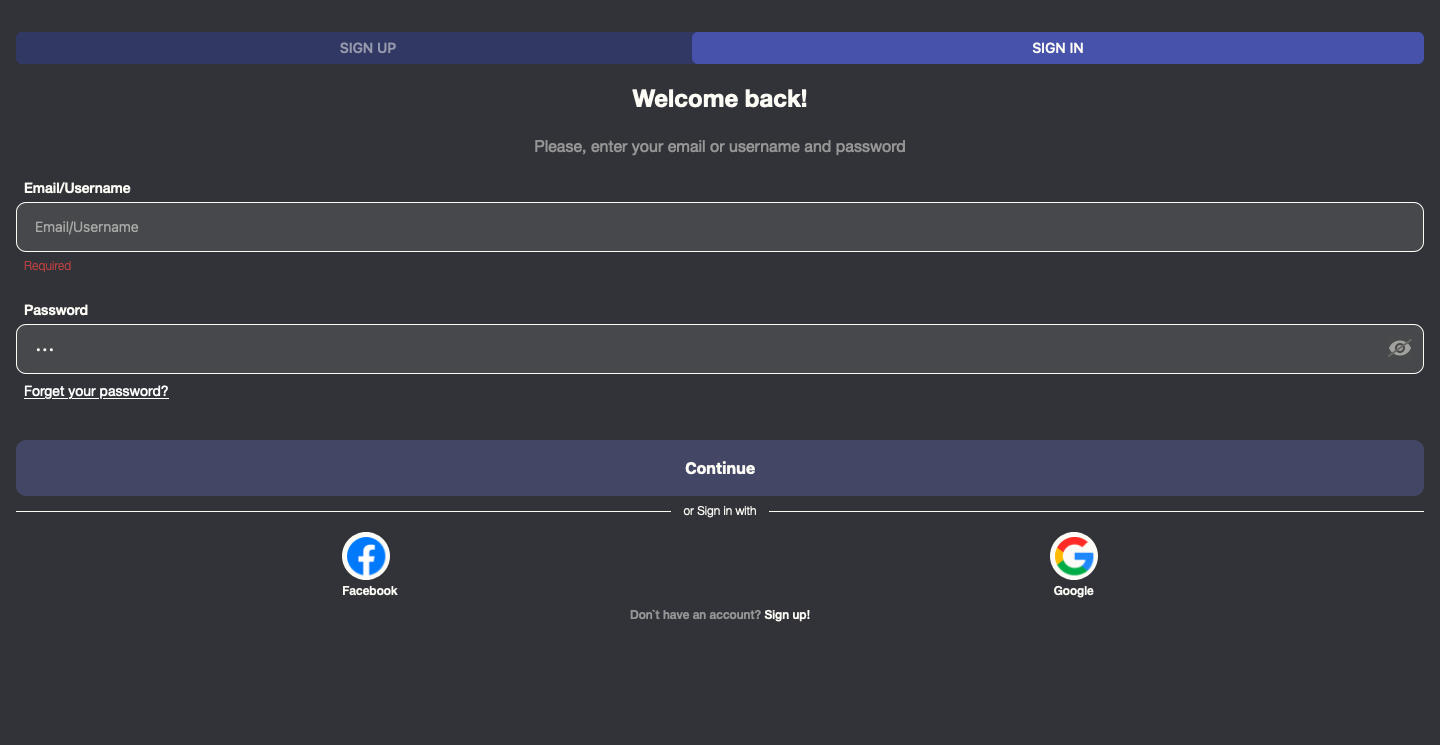 SIGN UP
SIGN IN
Welcome back!
Please, enter your email or username and password
Email/Username
Email/Username
Required
Password
•••
Forget your password?
Continue
or Sign in with
Facebook
Google
Don`t have an account? Sign up!